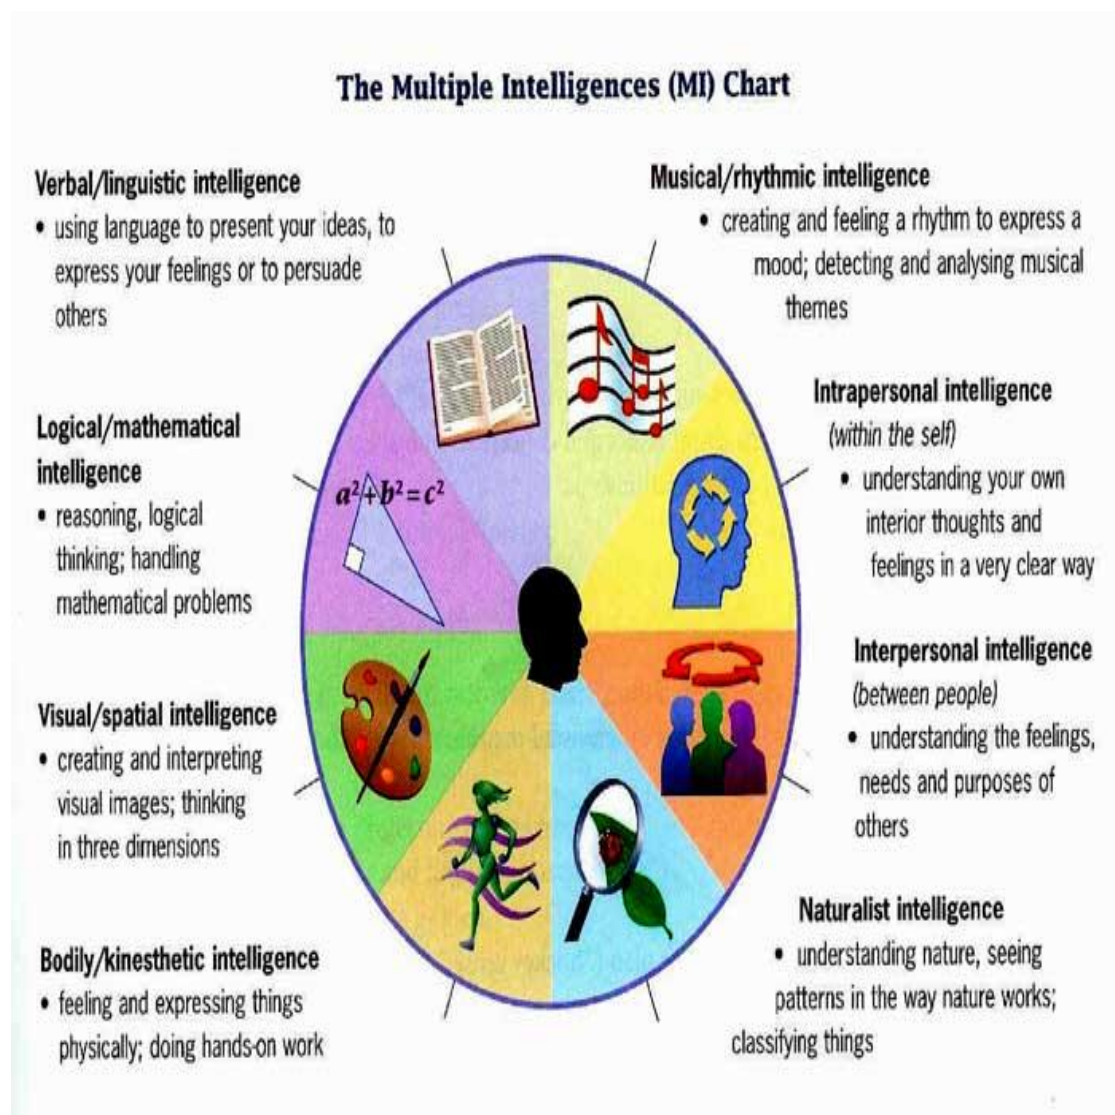 The Multiple Intelligences (MI) Chart
Verbal/linguistic intelligence
• using language to present your ideas, to
express your feelings or to persuade
others
Logical/mathematical
intelligence
• reasoning, logical
thinking; handling
mathematical problems
Visual/spatial intelligence
• creating and interpreting
visual images; thinking
in three dimensions
Bodily/kinesthetic intelligence
• feeling and expressing things
physically; doing hands-on work
a²+b²=c²
Musical/rhythmic intelligence
• creating and feeling a rhythm to express a
mood; detecting and analysing musical
themes
Intrapersonal intelligence
(within the self)
• understanding your own
interior thoughts and
feelings in a very clear way
Interpersonal intelligence
(between people)
• understanding the feelings,
needs and purposes of
others
Naturalist intelligence
• understanding nature, seeing
patterns in the way nature works;
classifying things